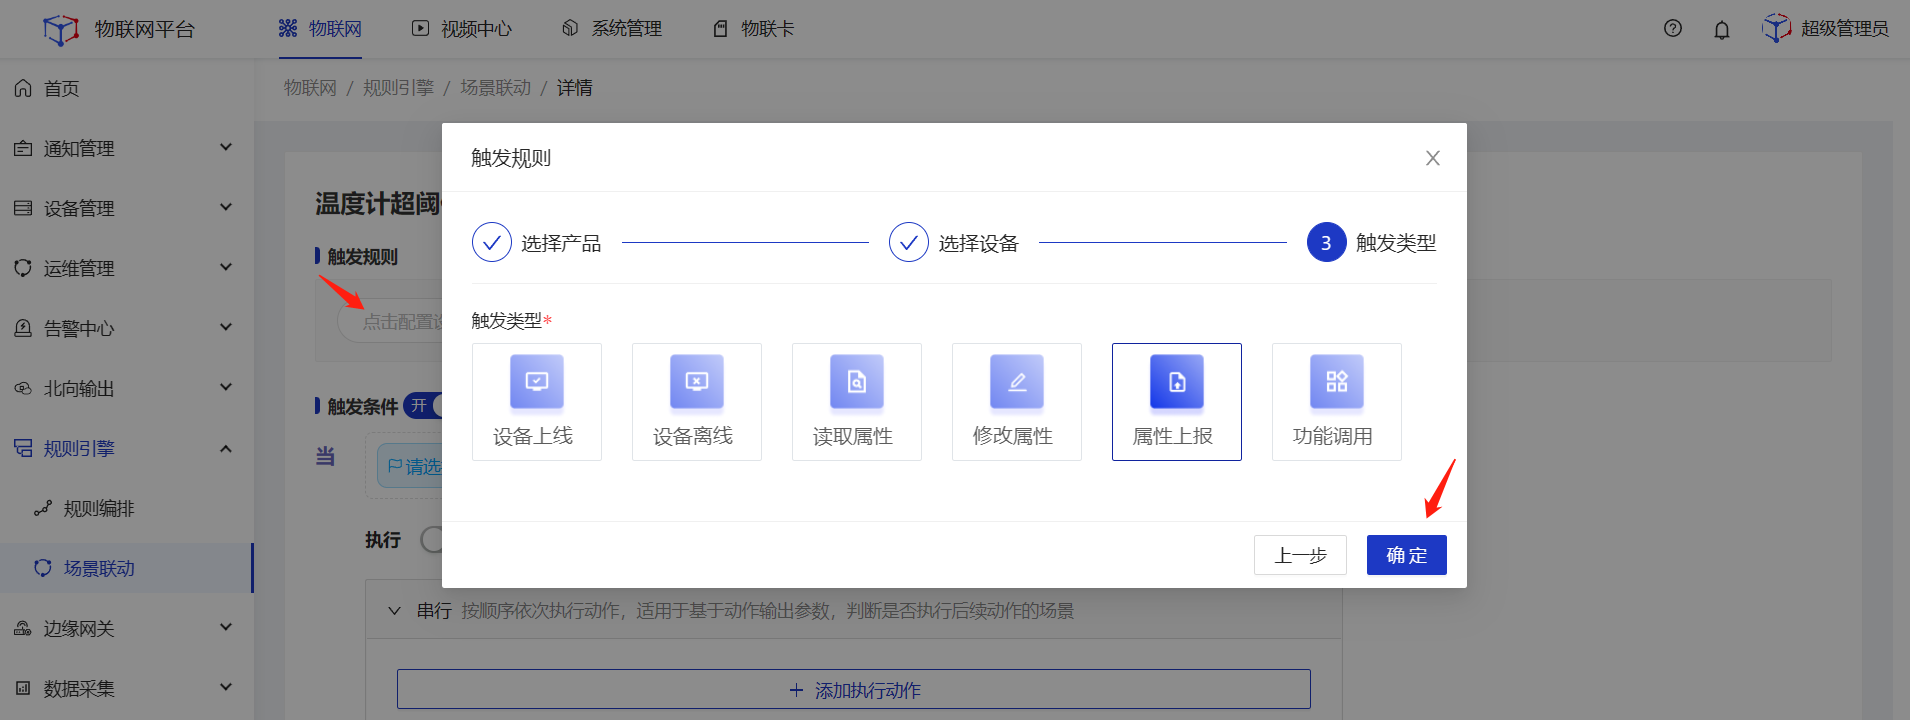 物联网平台
物联网
视频中心
系统管理
物联卡
超级管理员
首页
通知管理
设备管理
运维管理
告警中心
北向输出
规则引擎
规则编排
场景联动
边缘网关
数据采集
物联网 / 规则引擎 / 场景联动 / 详情
温度计超阈
触发规则
点击配置
触发条件 开
当
请选
执行
串行 按顺序依次执行动作，适用于基于动作输出参数，判断是否执行后续动作的场景
+ 添加执行动作
触发规则
选择产品
选择设备
3 触发类型
触发类型*
设备上线
设备离线
读取属性
修改属性
属性上报
功能调用
上一步
确定